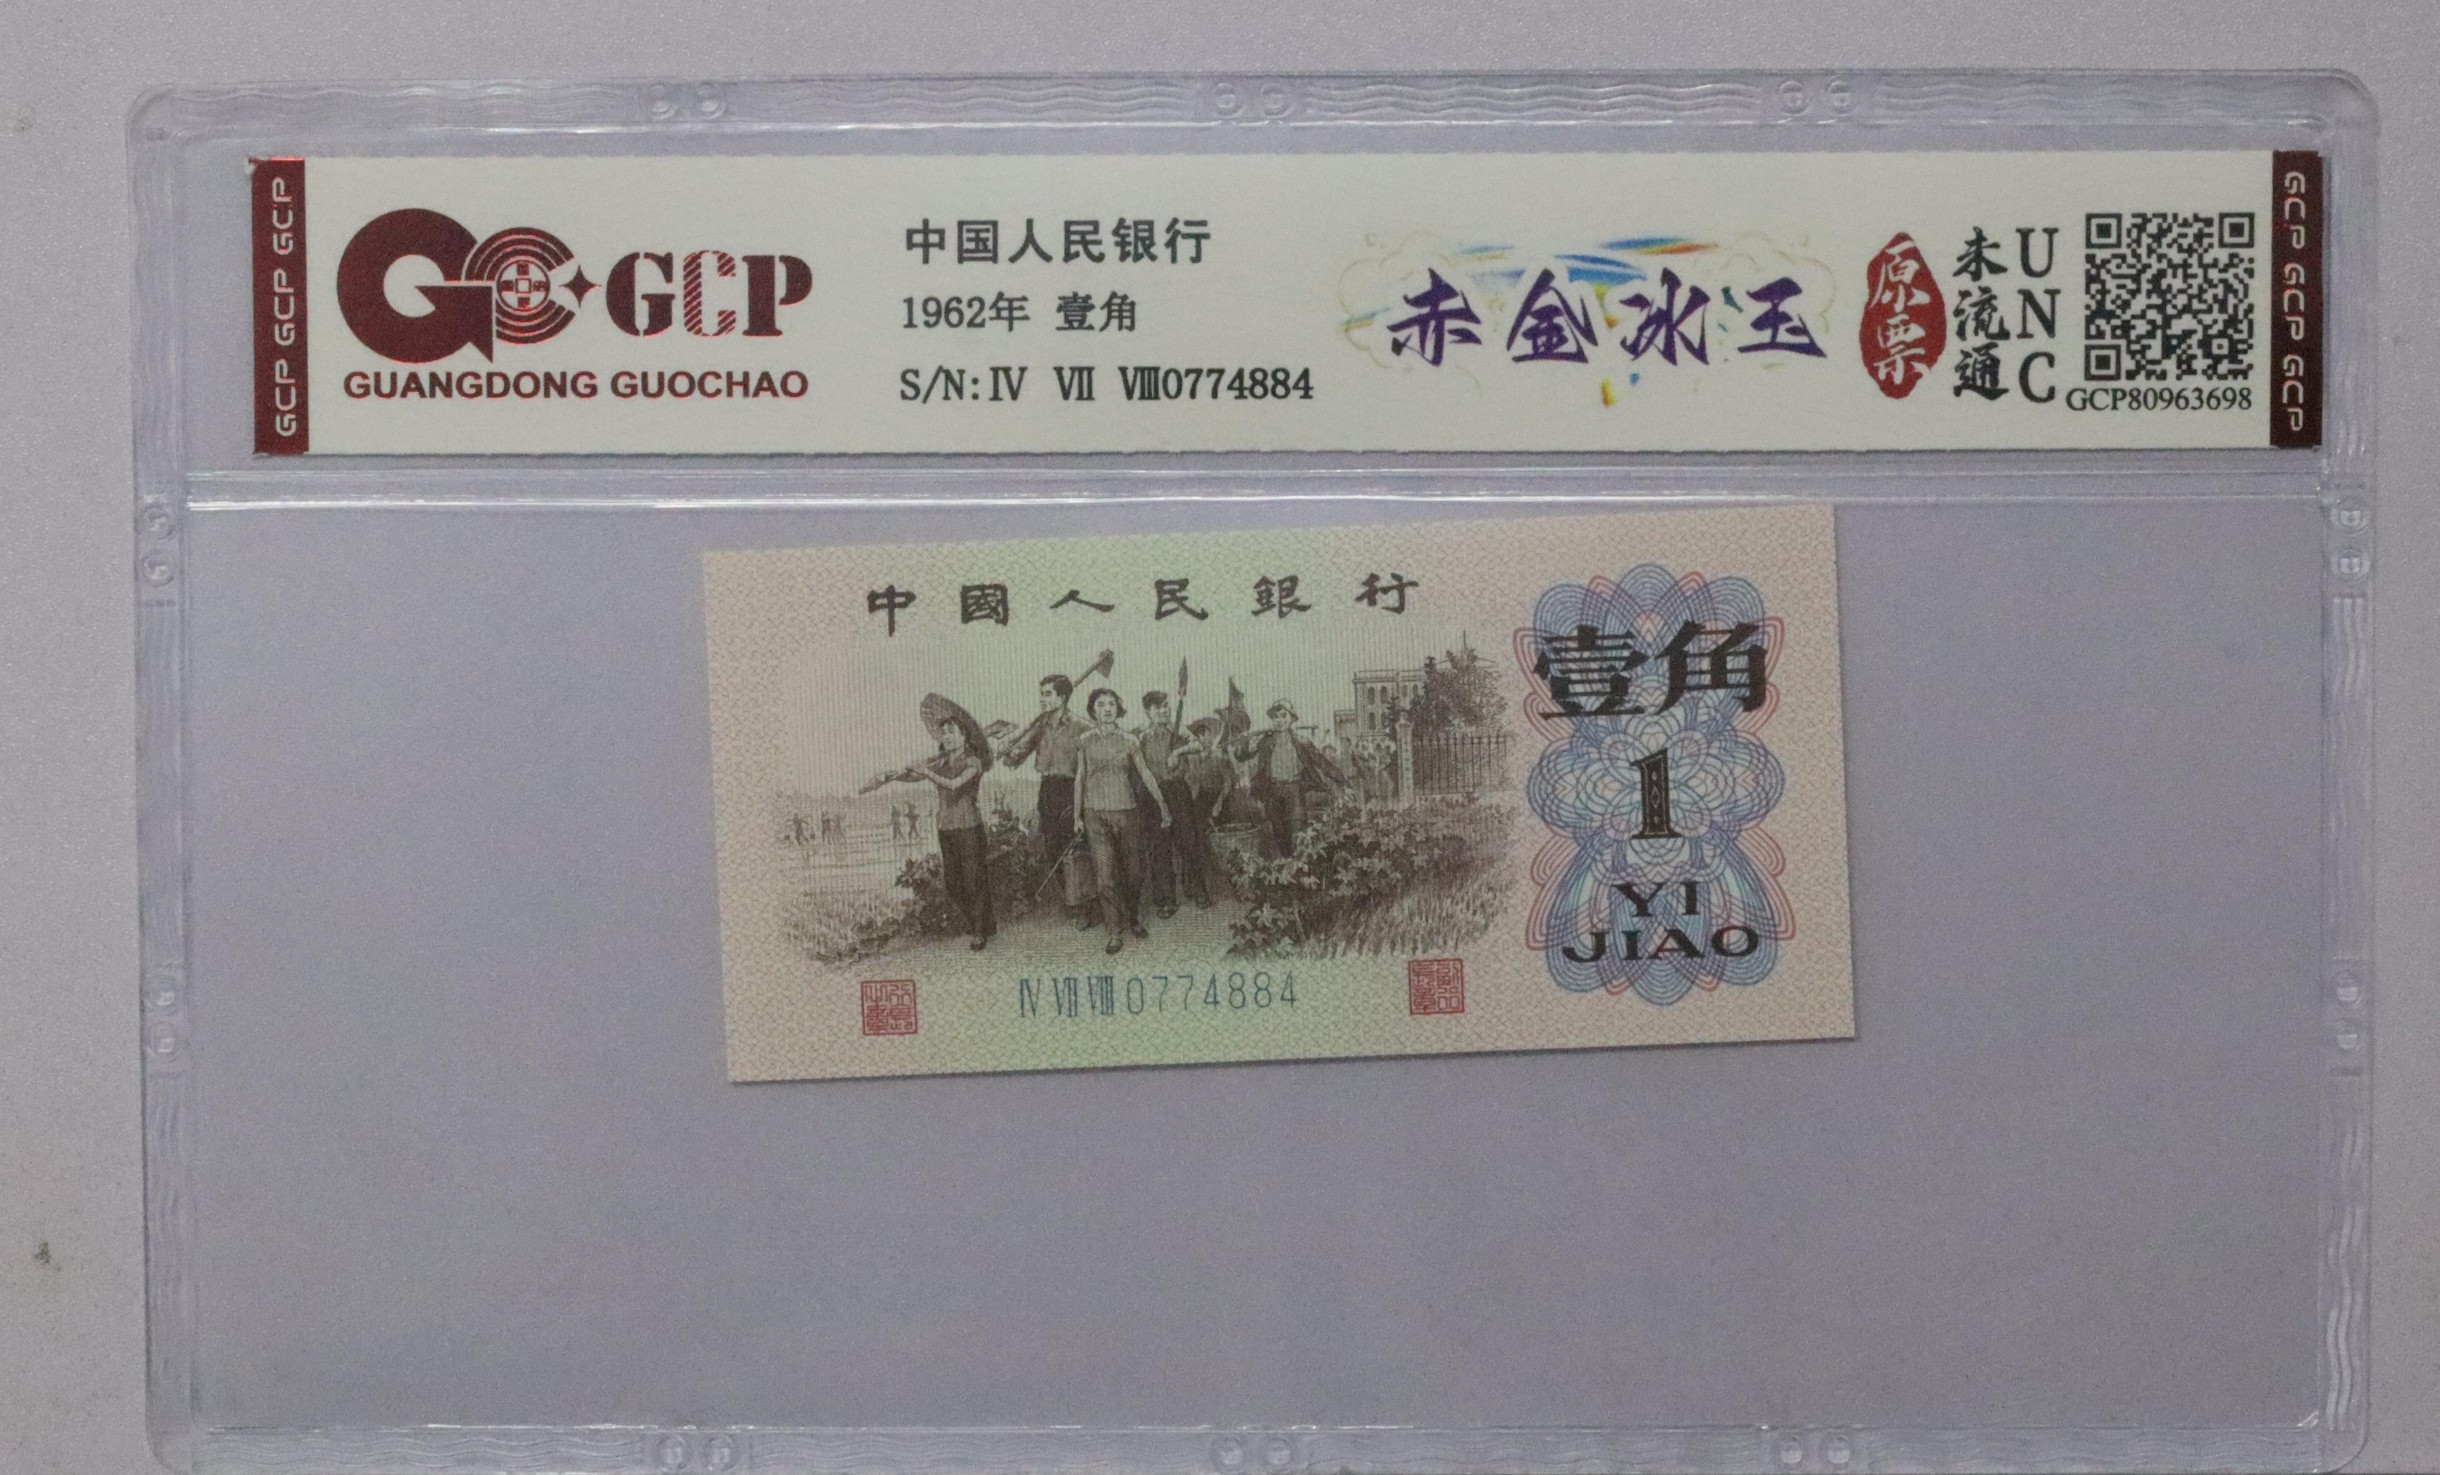 GCP GCP GCP
GCP
GUANGDONG GUOCHAO
中国人民银行
1962年 壹角
S/N: Ⅳ Ⅶ Ⅷ0774884
赤金冰玉
原票
未流通
UNC
GCP80963698
GCP GCP GCP
中國人民銀行
壹角
1
YI
JIAO
Ⅳ Ⅶ Ⅷ 0774884